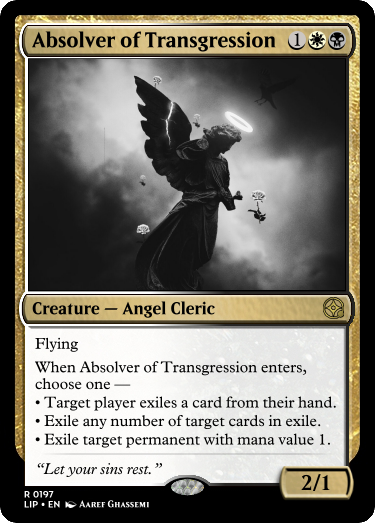 Absolver of Transgression 1
Creature — Angel Cleric
Flying
When Absolver of Transgression enters,
choose one —
• Target player exiles a card from their hand.
• Exile any number of target cards in exile.
• Exile target permanent with mana value 1.
“Let your sins rest.”
2/1
R 0197
LIP • EN Aaref Ghassemi